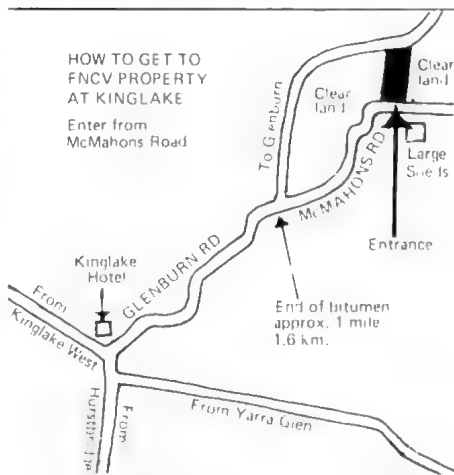 HOW TO GET TO
FNCV PROPERTY
AT KINGLAKE
Enter from
McMahons Road
To Glenburn
Clear
land
Clear
land
Large
Sheds
McMAHONS RD
Entrance
GLENBURN RD
Kinglake
Hotel
End of bitumen
approx. 1 mile
1.6 km.
From
Kinglake West
From Yarra Glen
From